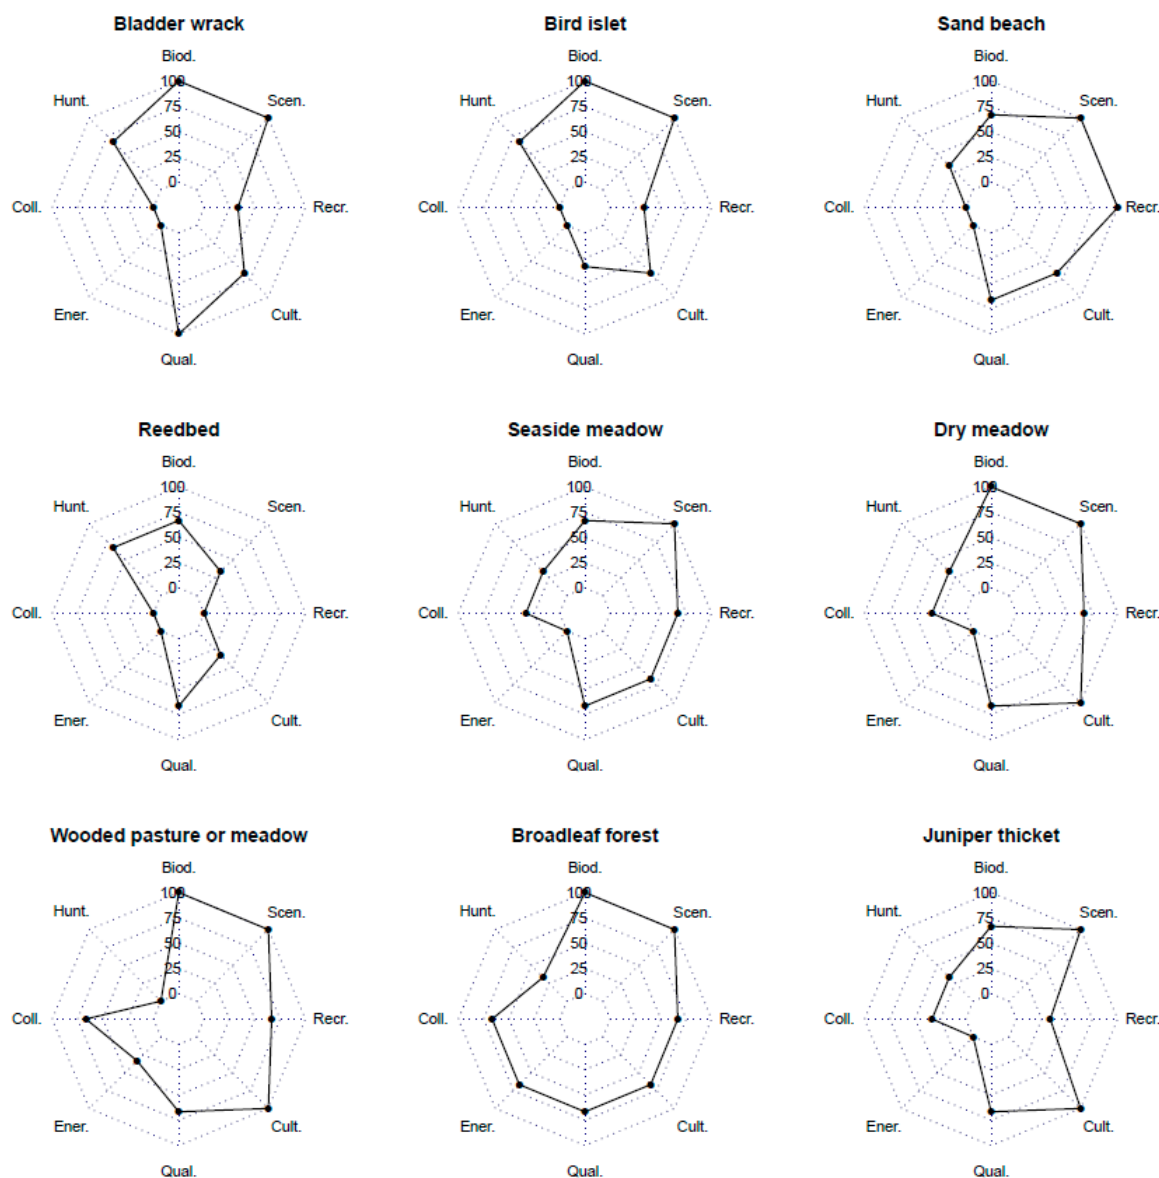 Bladder wrack
Biod.
100
75
50
25
0
Scen.
Recr.
Cult.
Qual.
Ener.
Coll.
Hunt.
Bird islet
Biod.
100
75
50
25
0
Scen.
Recr.
Cult.
Qual.
Ener.
Coll.
Hunt.
Sand beach
Biod.
100
75
50
25
0
Scen.
Recr.
Cult.
Qual.
Ener.
Coll.
Hunt.
Reedbed
Biod.
100
75
50
25
0
Scen.
Recr.
Cult.
Qual.
Ener.
Coll.
Hunt.
Seaside meadow
Biod.
100
75
50
25
0
Scen.
Recr.
Cult.
Qual.
Ener.
Coll.
Hunt.
Dry meadow
Biod.
100
75
50
25
0
Scen.
Recr.
Cult.
Qual.
Ener.
Coll.
Hunt.
Wooded pasture or meadow
Biod.
100
75
50
25
0
Scen.
Recr.
Cult.
Qual.
Ener.
Coll.
Hunt.
Broadleaf forest
Biod.
100
75
50
25
0
Scen.
Recr.
Cult.
Qual.
Ener.
Coll.
Hunt.
Juniper thicket
Biod.
100
75
50
25
0
Scen.
Recr.
Cult.
Qual.
Ener.
Coll.
Hunt.